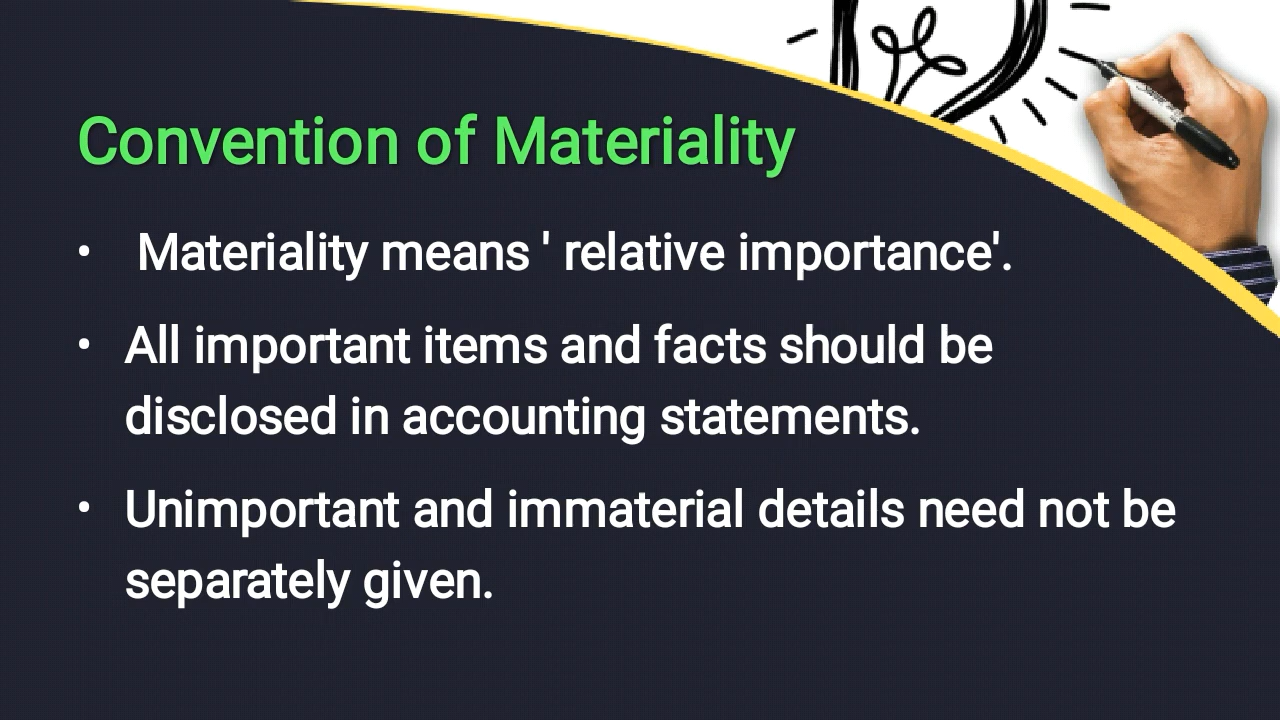 Convention of Materiality
• Materiality means ' relative importance'.
• All important items and facts should be
disclosed in accounting statements.
• Unimportant and immaterial details need not be
separately given.